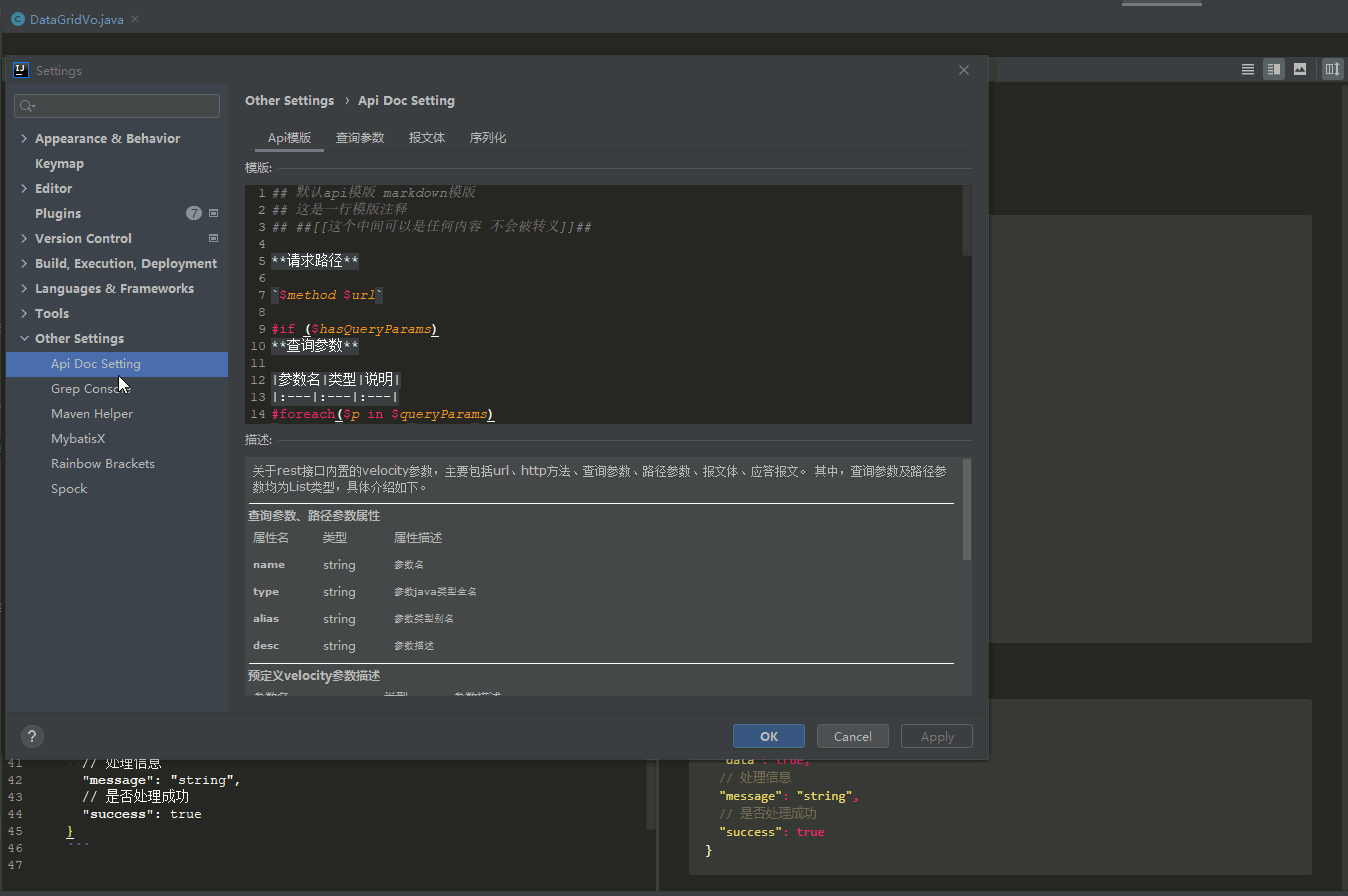 DataGridVo.java
Settings
Appearance & Behavior
Keymap
Editor
Plugins 7
Version Control
Build, Execution, Deployment
Languages & Frameworks
Tools
Other Settings
Api Doc Setting
Grep Console
Maven Helper
MybatisX
Rainbow Brackets
Spock
Other Settings › Api Doc Setting
Api模版 查询参数 报文体 序列化
模版:
1 ## 默认api模版 markdown模版
2 ## 这是一行模版注释
3 ## ##[[这个中间可以是任何内容 不会被转义]]##
4
5 **请求路径**
6
7 `$method $url`
8
9 #if ($hasQueryParams)
10 **查询参数**
11
12 |参数名|类型|说明|
13 |:---|:---|:---|
14 #foreach($p in $queryParams)
描述:
关于rest接口内置的velocity参数，主要包括url、http方法、查询参数、路径参数、报文体、应答报文。 其中，查询参数及路径参
数均为List类型，具体介绍如下。
查询参数、路径参数属性
属性名 类型 属性描述
name string 参数名
type string 参数java类型全名
alias string 参数类型别名
desc string 参数描述
预定义velocity参数描述
参数名 类型 参数描述
? OK Cancel Apply
41 // 处理信息
42 "message": "string",
43 // 是否处理成功
44 "success": true
45 }
46 ```
47
"data": true,
// 处理信息
"message": "string",
// 是否处理成功
"success": true
}